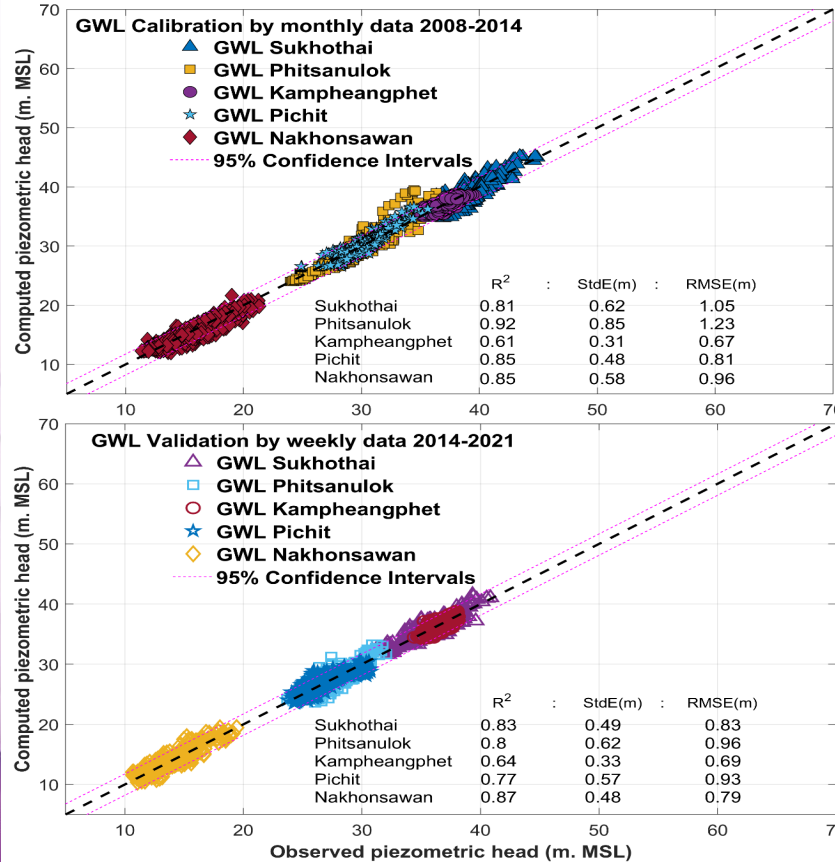 70
GWL Calibration by monthly data 2008-2014
GWL Sukhothai
60
GWL Phitsanulok
GWL Kampheangphet
50
GWL Pichit
GWL Nakhonsawan
95% Confidence Intervals
40
30
20
10
Computed piezometric head (m. MSL)
R² : StdE(m) : RMSE(m)
Sukhothai 0.81 0.62 1.05
Phitsanulok 0.92 0.85 1.23
Kampheangphet 0.61 0.31 0.67
Pichit 0.85 0.48 0.81
Nakhonsawan 0.85 0.58 0.96
10 20 30 40 50 60 70
70
GWL Validation by weekly data 2014-2021
GWL Sukhothai
60
GWL Phitsanulok
GWL Kampheangphet
50
GWL Pichit
GWL Nakhonsawan
95% Confidence Intervals
40
30
20
10
Computed piezometric head (m. MSL)
R² : StdE(m) : RMSE(m)
Sukhothai 0.83 0.49 0.83
Phitsanulok 0.8 0.62 0.96
Kampheangphet 0.64 0.33 0.69
Pichit 0.77 0.57 0.93
Nakhonsawan 0.87 0.48 0.79
10 20 30 40 50 60 7
Observed piezometric head (m. MSL)